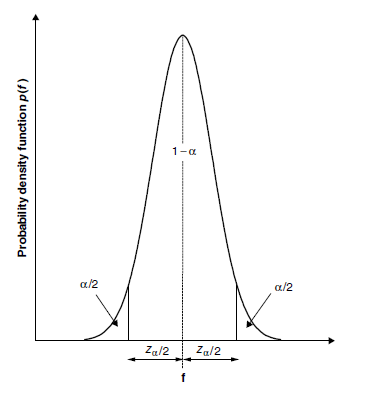 Probability density function p(f)
1−α
α/2
α/2
zα/2
zα/2
f